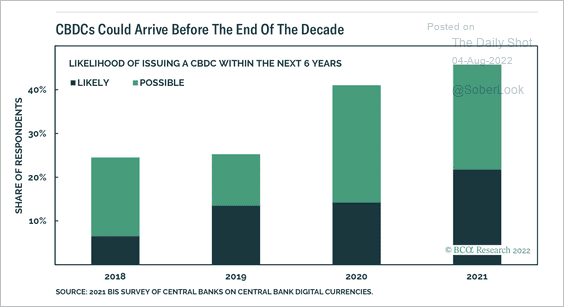 CBDCs Could Arrive Before The End Of The Decade
Posted on
The Daily Shot
04-Aug-2022
@SoberLook
LIKELIHOOD OF ISSUING A CBDC WITHIN THE NEXT 6 YEARS
LIKELY POSSIBLE
SHARE OF RESPONDENTS
40%
30%
20%
10%
© BCα Research 2022
2018 2019 2020 2021
SOURCE: 2021 BIS SURVEY OF CENTRAL BANKS ON CENTRAL BANK DIGITAL CURRENCIES.